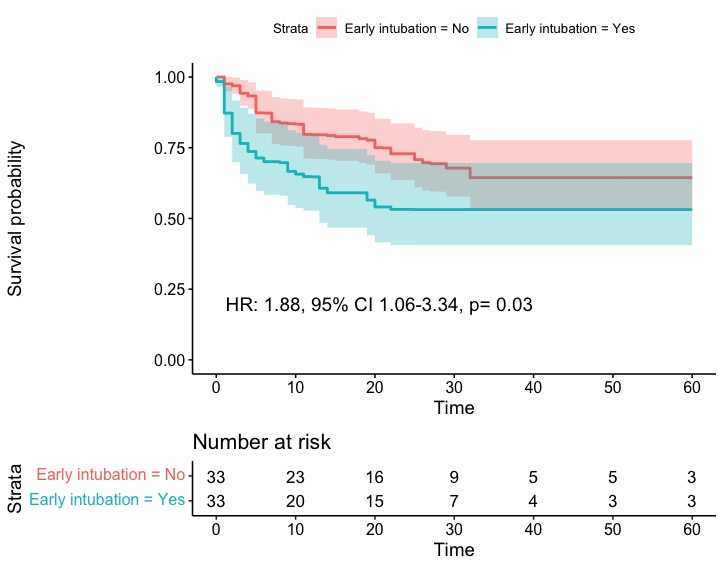 Strata Early intubation = No Early intubation = Yes
Survival probability
1.00
0.75
0.50
0.25
0.00
HR: 1.88, 95% CI 1.06-3.34, p= 0.03
0 10 20 30 40 50 60
Time
Number at risk
Strata
Early intubation = No 33 23 16 9 5 5 3
Early intubation = Yes 33 20 15 7 4 3 3
0 10 20 30 40 50 60
Time